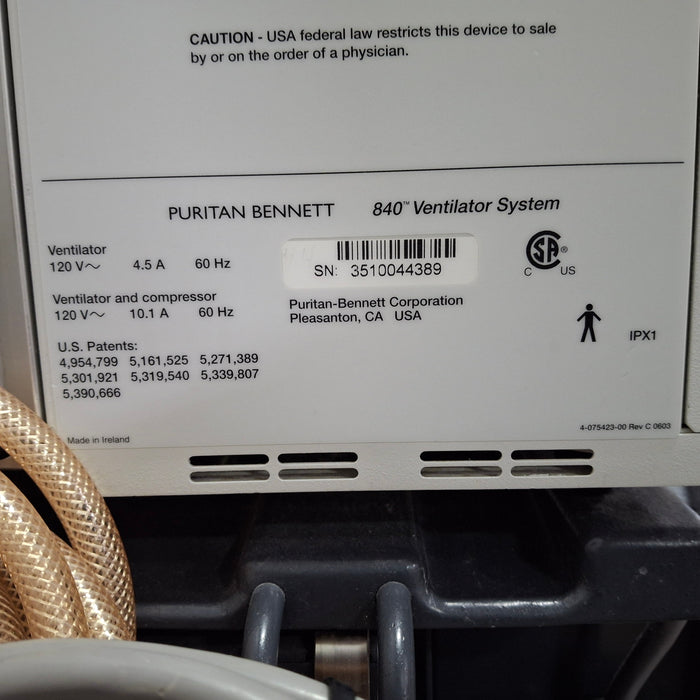 CAUTION - USA federal law restricts this device to sale
by or on the order of a physician.
PURITAN BENNETT 840™ Ventilator System
Ventilator
120 V~ 4.5 A 60 Hz
SN: 3510044389
SA®
C US
Ventilator and compressor
120 V~ 10.1 A 60 Hz
Puritan-Bennett Corporation
Pleasanton, CA USA
IPX1
U.S. Patents:
4,954,799 5,161,525 5,271,389
5,301,921 5,319,540 5,339,807
5,390,666
Made in Ireland
4-075423-00 Rev C 0603